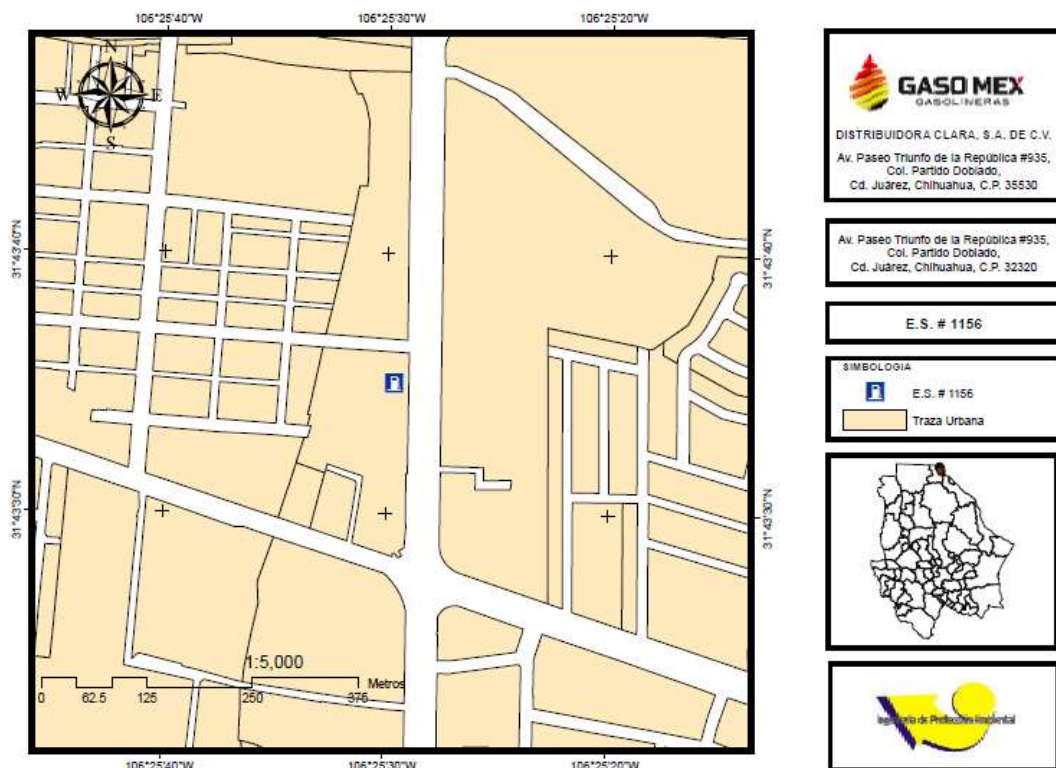 106°25'40"W 106°25'30"W 106°25'20"W
N
W E
S
31°43'40"N
31°43'40"N
31°43'30"N
31°43'30"N
1:5,000
Metros
0 62.5 125 250 375
106°25'40"W 106°25'30"W 106°25'20"W
GASO MEX
GASOLINERAS
DISTRIBUIDORA CLARA, S.A. DE C.V.
Av. Paseo Triunfo de la República #935,
Col. Partido Doblado,
Cd. Juárez, Chihuahua, C.P. 35530
Av. Paseo Triunfo de la República #935,
Col. Partido Doblado,
Cd. Juárez, Chihuahua, C.P. 32320
E.S. # 1156
SIMBOLOGIA
E.S. # 1156
Traza Urbana
Ingeniería de Protección Ambiental